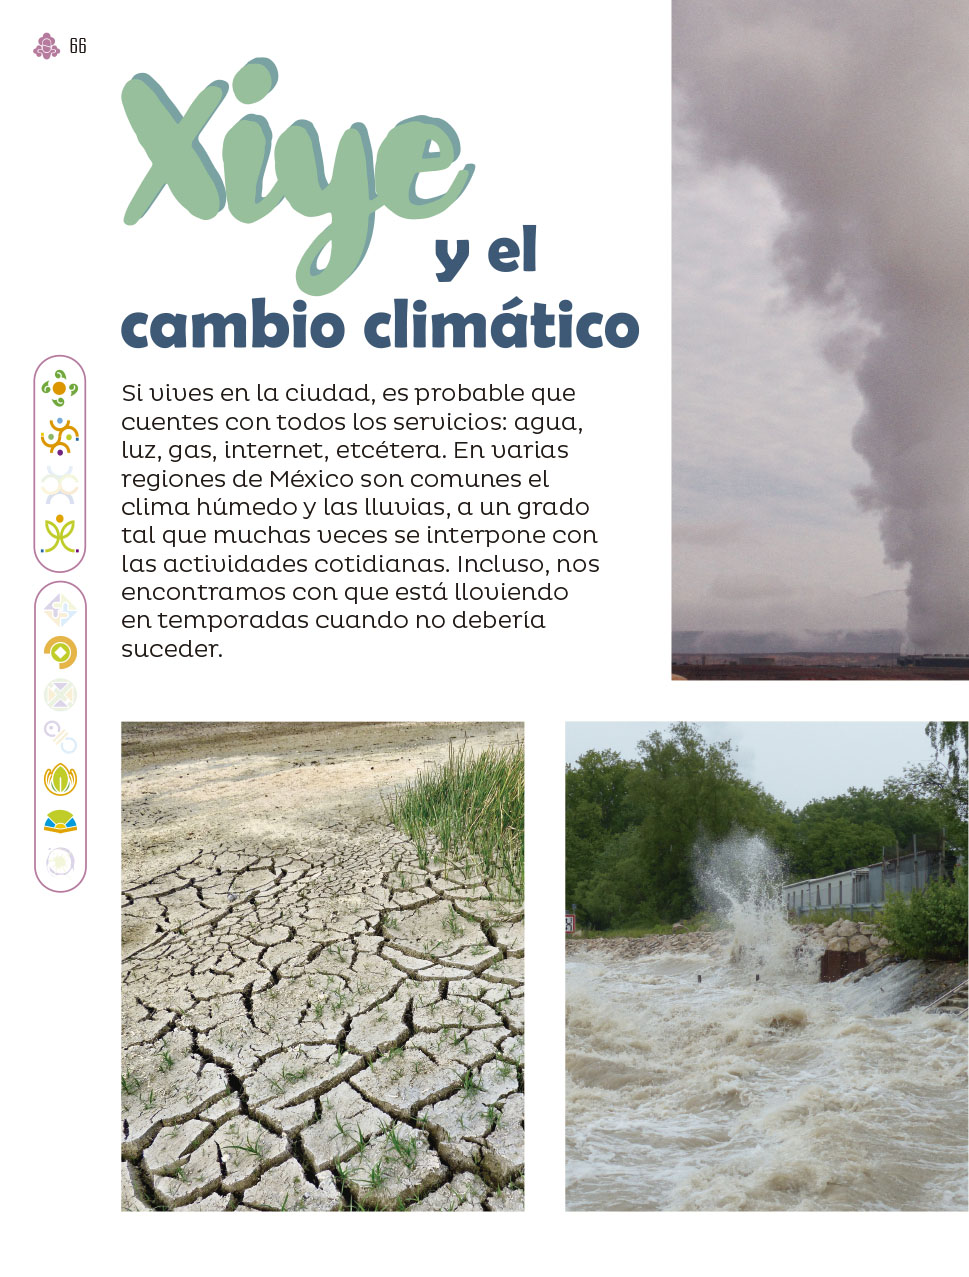 66
Xiye
y el
cambio climático
Si vives en la ciudad, es probable que
cuentes con todos los servicios: agua,
luz, gas, internet, etcétera. En varias
regiones de México son comunes el
clima húmedo y las lluvias, a un grado
tal que muchas veces se interpone con
las actividades cotidianas. Incluso, nos
encontramos con que está lloviendo
en temporadas cuando no debería
suceder.